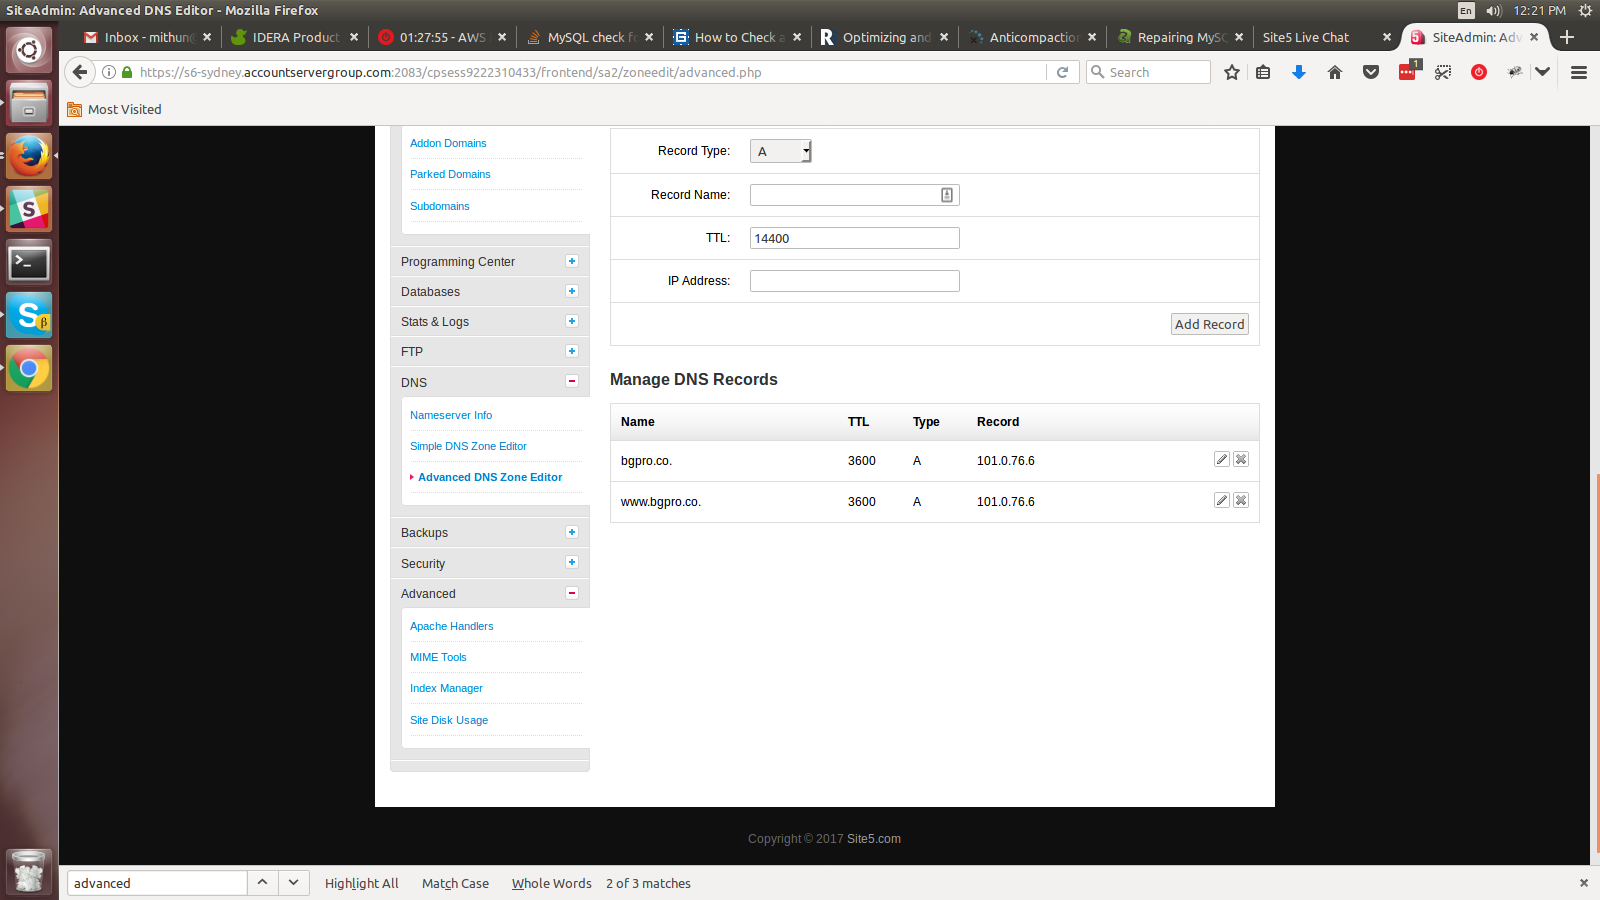 SiteAdmin: Advanced DNS Editor - Mozilla Firefox
En
12:21 PM
Inbox - mithun@
IDERA Product
01:27:55 - AWS
MySQL check fo
How to Check a
Optimizing and
Anticompaction
Repairing MySQ
Site5 Live Chat
SiteAdmin: Adv
https://s6-sydney.accountservergroup.com:2083/cpsess9222310433/frontend/sa2/zoneedit/advanced.php
Search
1
Most Visited
Addon Domains
Parked Domains
Subdomains
Programming Center
Databases
Stats & Logs
FTP
DNS
Nameserver Info
Simple DNS Zone Editor
Advanced DNS Zone Editor
Backups
Security
Advanced
Apache Handlers
MIME Tools
Index Manager
Site Disk Usage
Record Type: A
Record Name:
TTL: 14400
IP Address:
Add Record
Manage DNS Records
Name TTL Type Record
bgpro.co. 3600 A 101.0.76.6
www.bgpro.co. 3600 A 101.0.76.6
Copyright © 2017 Site5.com
advanced
Highlight All Match Case Whole Words 2 of 3 matches